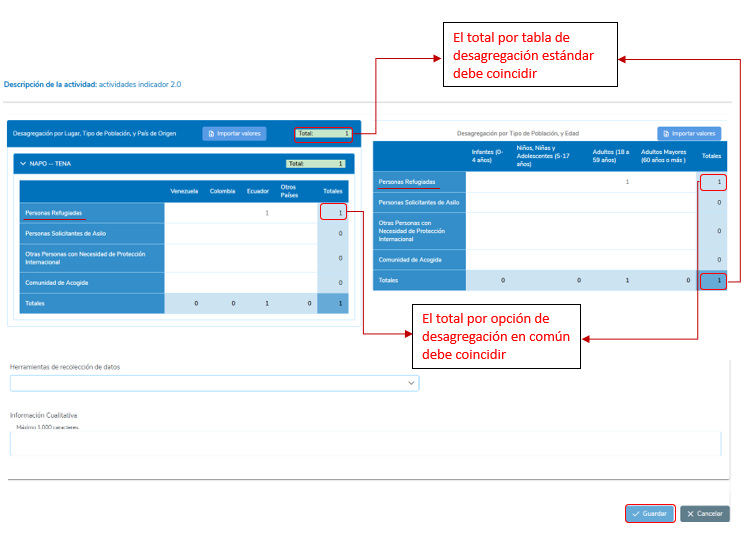 El total por tabla de
desagregación estándar
debe coincidir
Descripción de la actividad: actividades indicador 2.0
Desagregación por Lugar, Tipo de Población, y País de Origen
Importar valores
Total: 1
NAPO -- TENA
Total: 1
Venezuela Colombia Ecuador Otros Países Totales
Personas Refugiadas 1 1
Personas Solicitantes de Asilo 0
Otras Personas con Necesidad de Protección
Internacional 0
Comunidad de Acogida 0
Totales 0 0 1 0 1
Desagregación por Tipo de Población, y Edad
Importar valores
Infantes (0-4 años) Niños, Niñas y Adolescentes (5-17 años) Adultos (18 a 59 años) Adultos Mayores (60 años o más ) Totales
Personas Refugiadas 1 1
Personas Solicitantes de Asilo 0
Otras Personas con
Necesidad de Protección
Internacional 0
Comunidad de Acogida 0
Totales 0 0 1 0 1
El total por opción de
desagregación en común
debe coincidir
Herramientas de recolección de datos
Información Cualitativa
Máximo 1.000 caracteres
Guardar
Cancelar